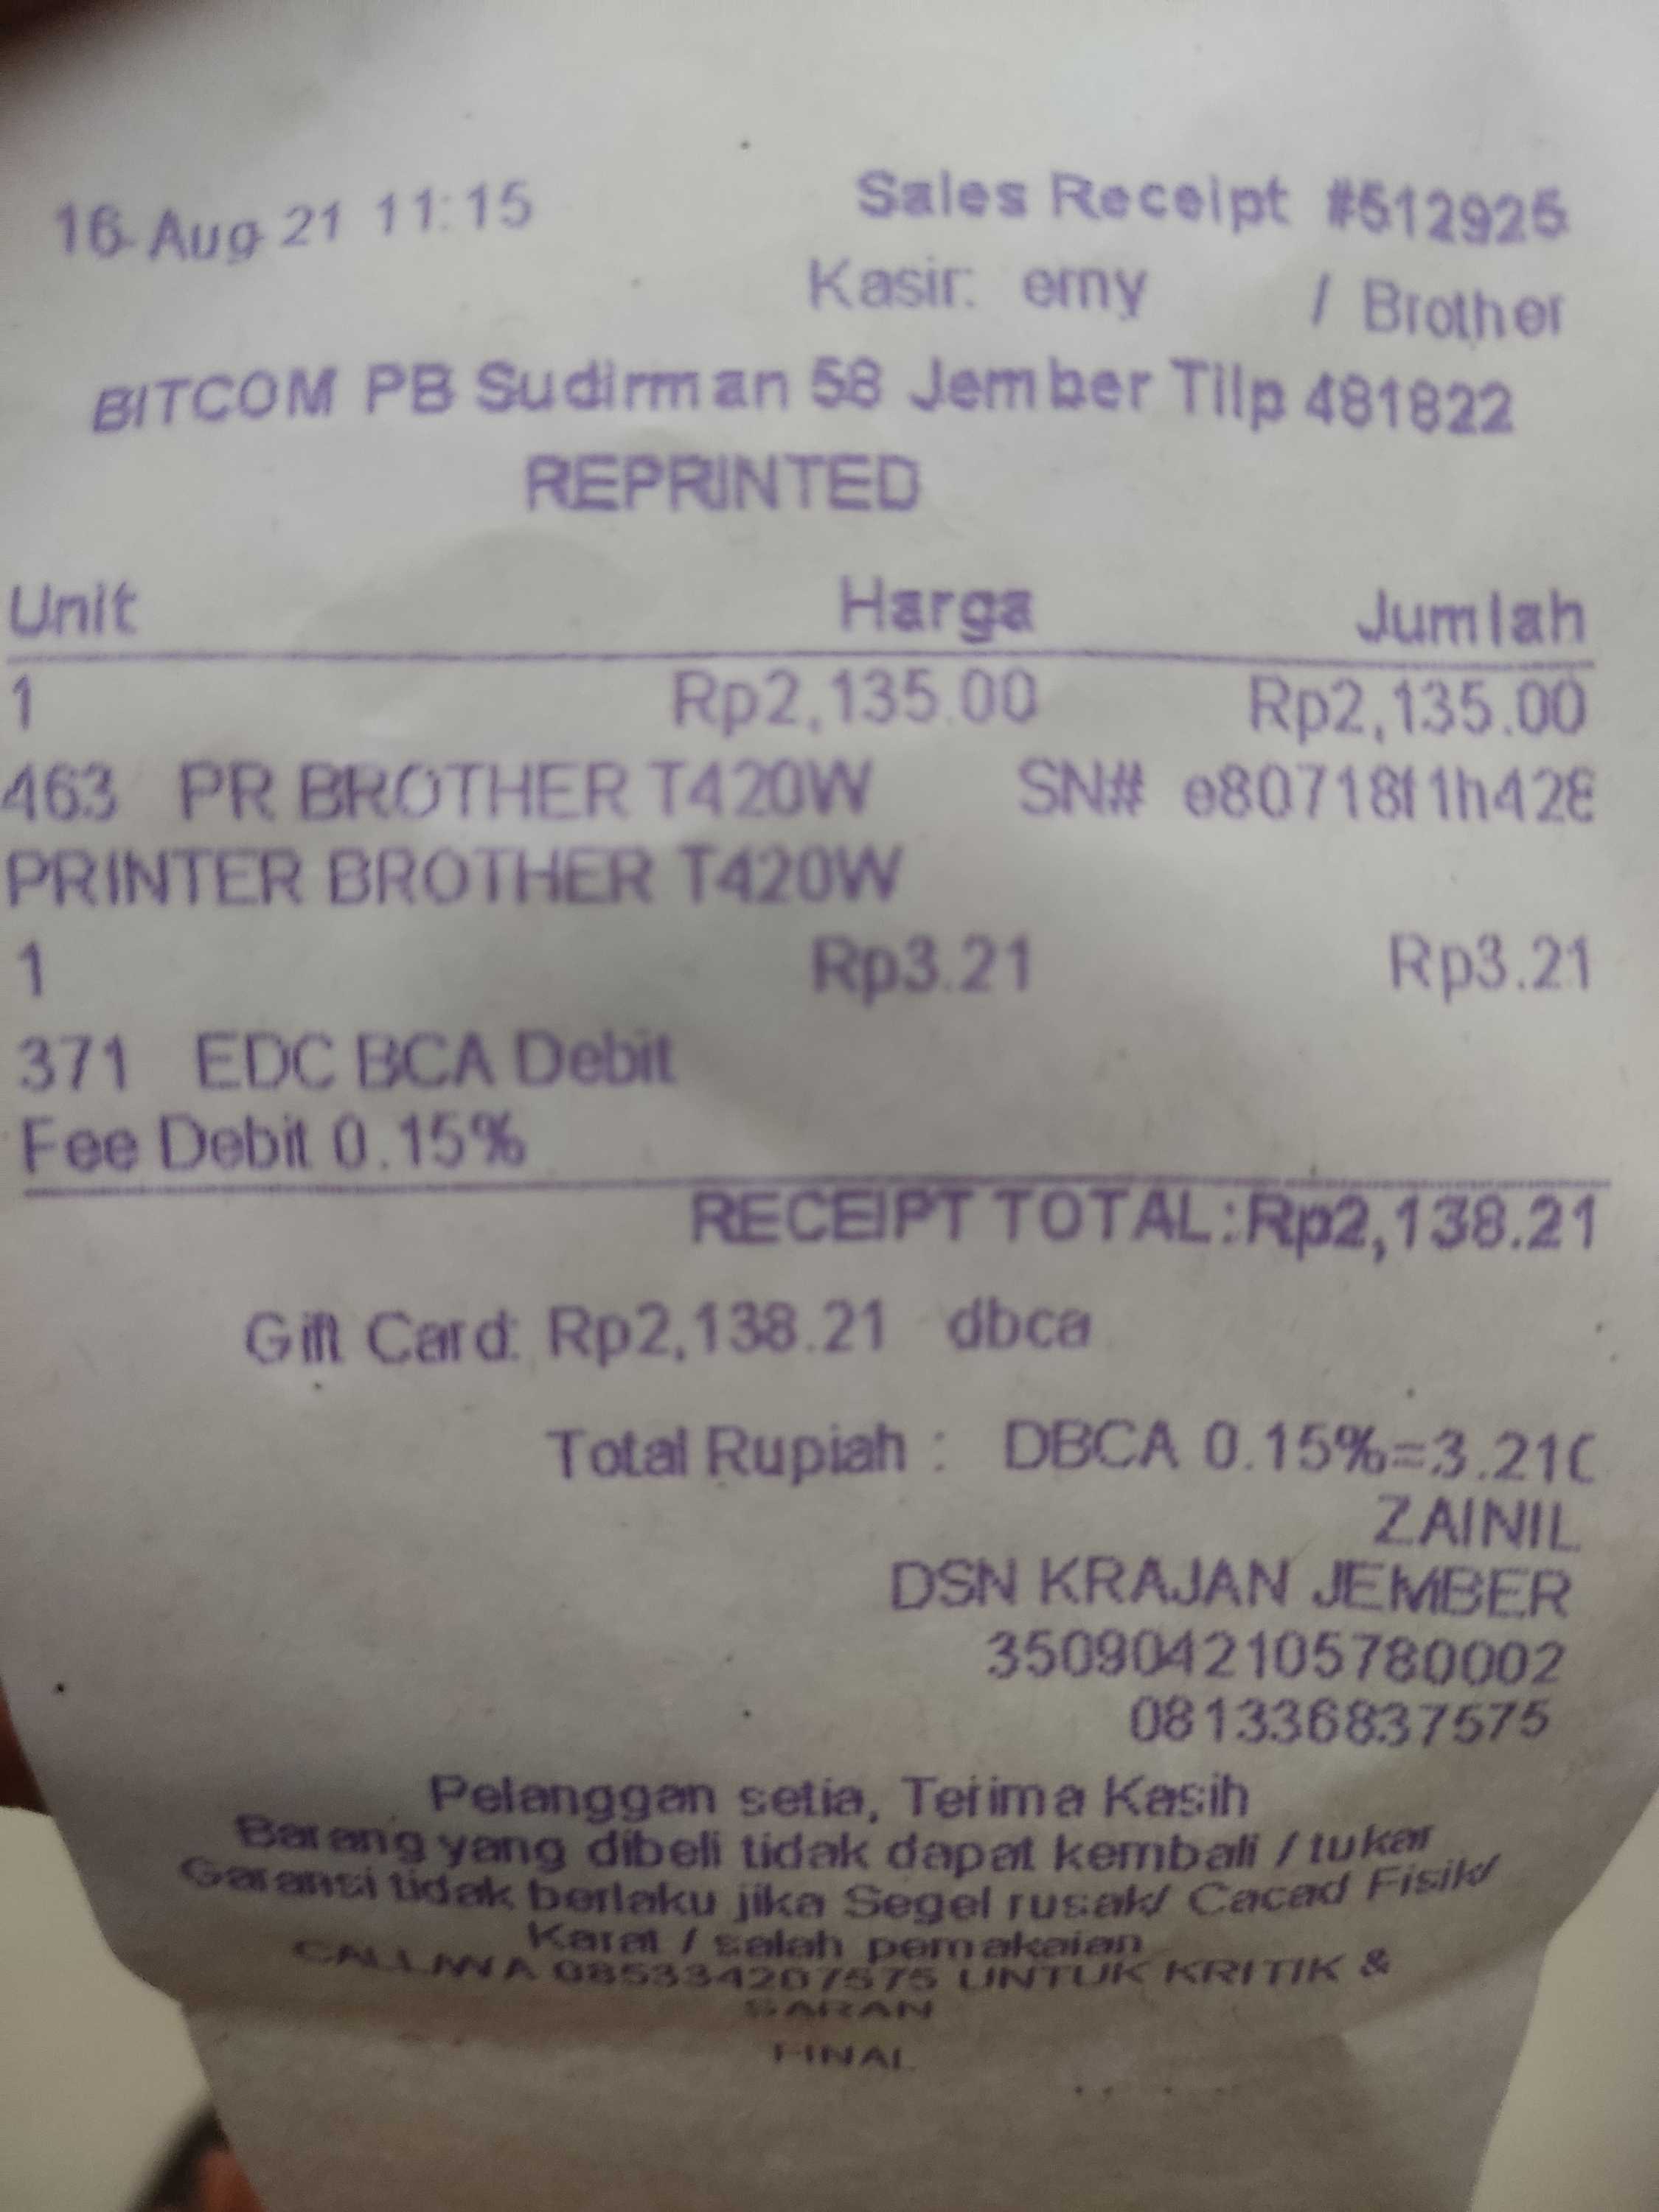 16-Aug-21 11:15 Sales Receipt #512925
Kasir: erny / Brother
BITCOM PB Sudirman 58 Jember Tilp 481822
REPRINTED
Unit Harga Jumlah
1 Rp2,135.00 Rp2,135.00
463 PR BROTHER T420W SN# e80718f1h428
PRINTER BROTHER T420W
1 Rp3.21 Rp3.21
371 EDC BCA Debit
Fee Debit 0.15%
RECEIPT TOTAL: Rp2,138.21
Gift Card: Rp2,138.21 dbca
Total Rupiah : DBCA 0.15%=3.210
ZAINIL
DSN KRAJAN JEMBER
3509042105780002
081336837575
Pelanggan setia, Terima Kasih
Barang yang dibeli tidak dapat kembali / tukar
Garansi tidak berlaku jika Segel rusak/ Cacad Fisik/
Karat / salah pemakaian
CALL/WA 085334207575 UNTUK KRITIK &
SARAN
FINAL